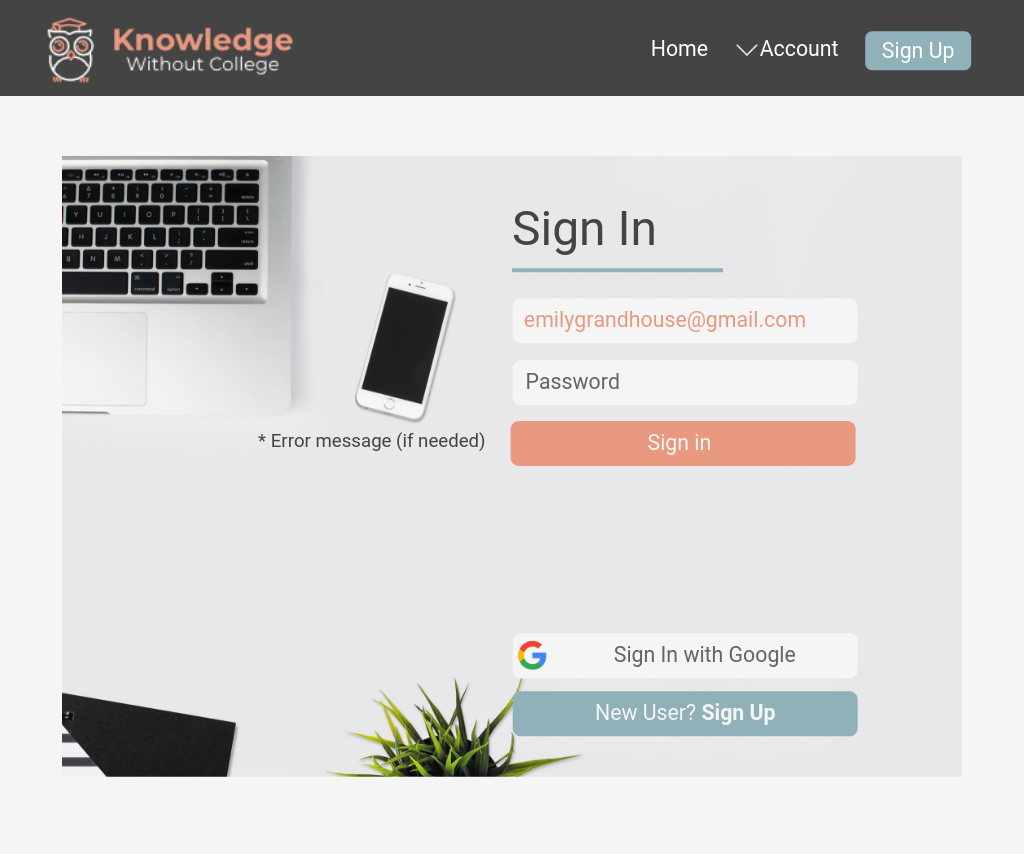 Knowledge
Without College
Home
Account
Sign Up
Sign In
emilygrandhouse@gmail.com
Password
* Error message (if needed)
Sign in
Sign In with Google
New User? Sign Up